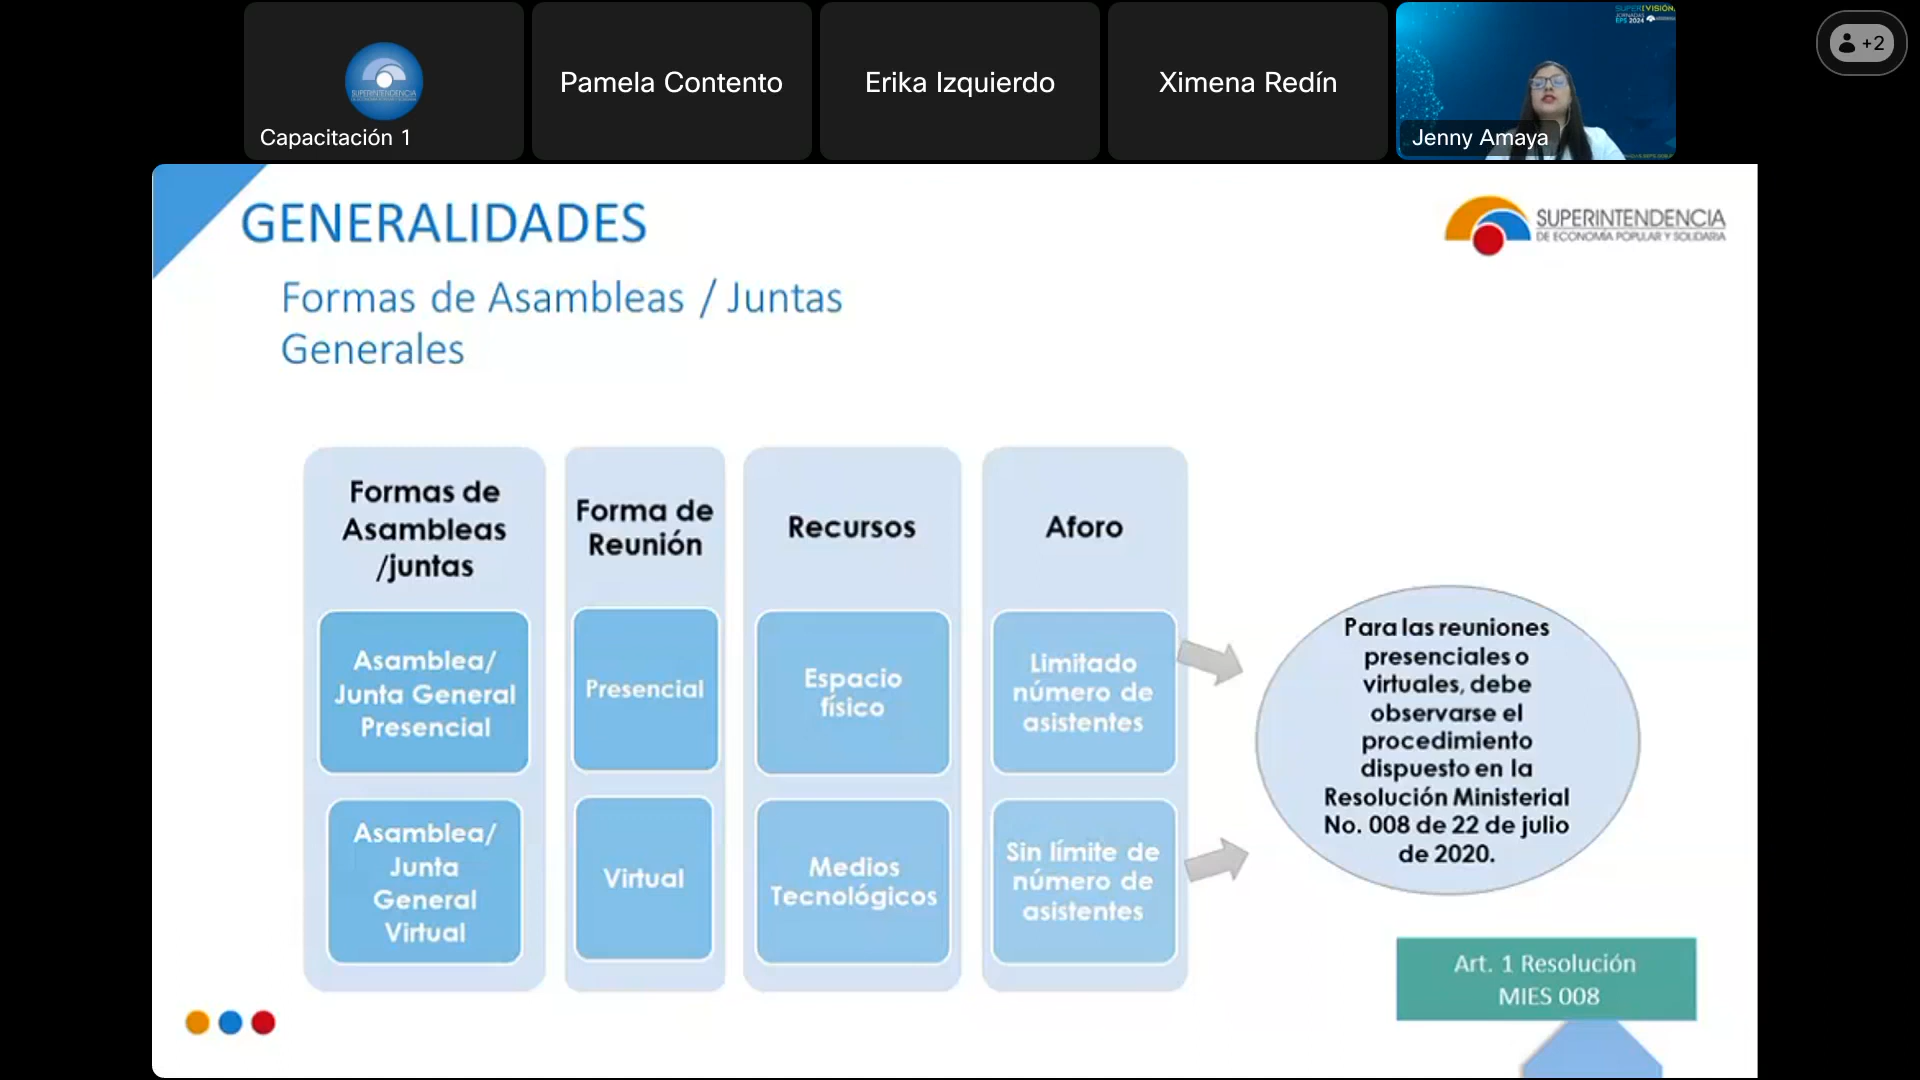 Capacitación 1
Pamela Contento
Erika Izquierdo
Ximena Redín
Jenny Amaya
+2
GENERALIDADES
SUPERINTENDENCIA
DE ECONOMÍA POPULAR Y SOLIDARIA
Formas de Asambleas / Juntas
Generales
Formas de
Asambleas
/juntas
Asamblea/
Junta General
Presencial
Asamblea/
Junta
General
Virtual
Forma de
Reunión
Presencial
Virtual
Recursos
Espacio
físico
Medios
Tecnológicos
Aforo
Limitado
número de
asistentes
Sin límite de
número de
asistentes
Para las reuniones
presenciales o
virtuales, debe
observarse el
procedimiento
dispuesto en la
Resolución Ministerial
No. 008 de 22 de julio
de 2020.
Art. 1 Resolución
MIES 008